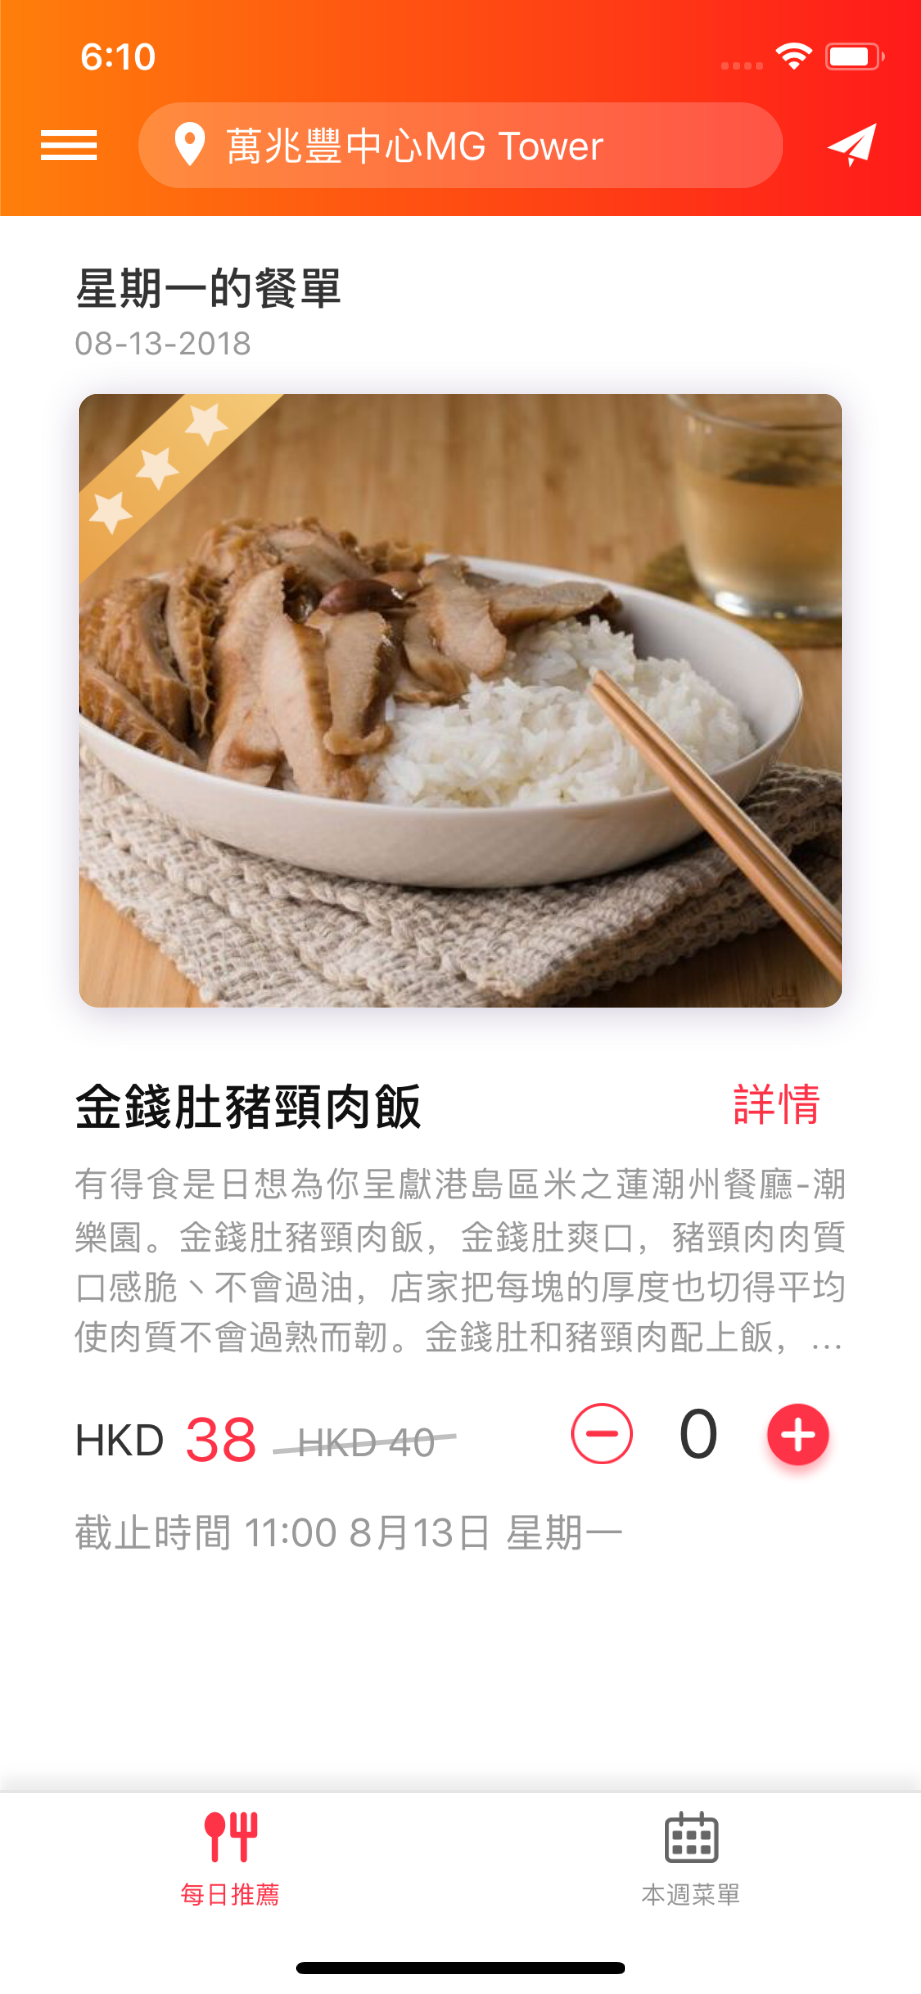 6:10
萬兆豐中心MG Tower
星期一的餐單
08-13-2018
金錢肚豬頸肉飯
詳情
有得食是日想為你呈獻港島區米之蓮潮州餐廳-潮
樂園。金錢肚豬頸肉飯，金錢肚爽口，豬頸肉肉質
口感脆丶不會過油，店家把每塊的厚度也切得平均
使肉質不會過熟而韌。金錢肚和豬頸肉配上飯，...
HKD 38 HKD 40
0
截止時間 11:00 8月13日 星期一
每日推薦
本週菜單